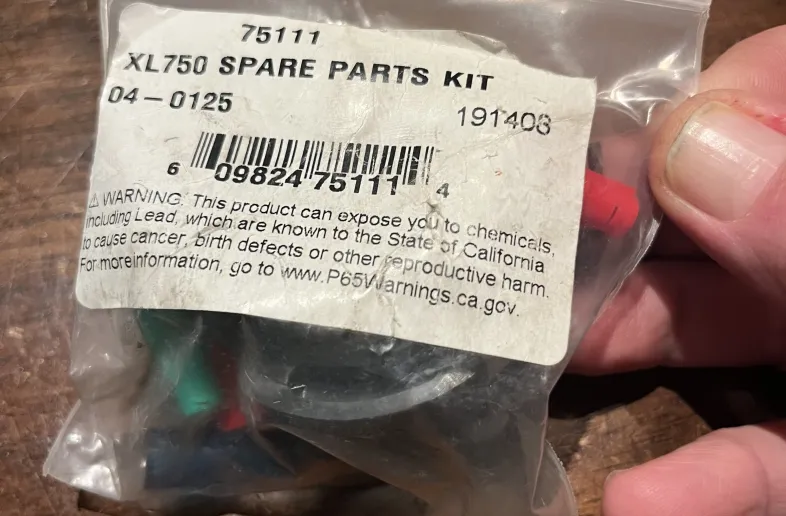 75111
XL750 SPARE PARTS KIT
04-0125 191408
6 09824 75111 4
⚠ WARNING: This product can expose you to chemicals,
including Lead, which are known to the State of California
to cause cancer, birth defects or other reproductive harm.
For more information, go to www.P65Warnings.ca.gov.